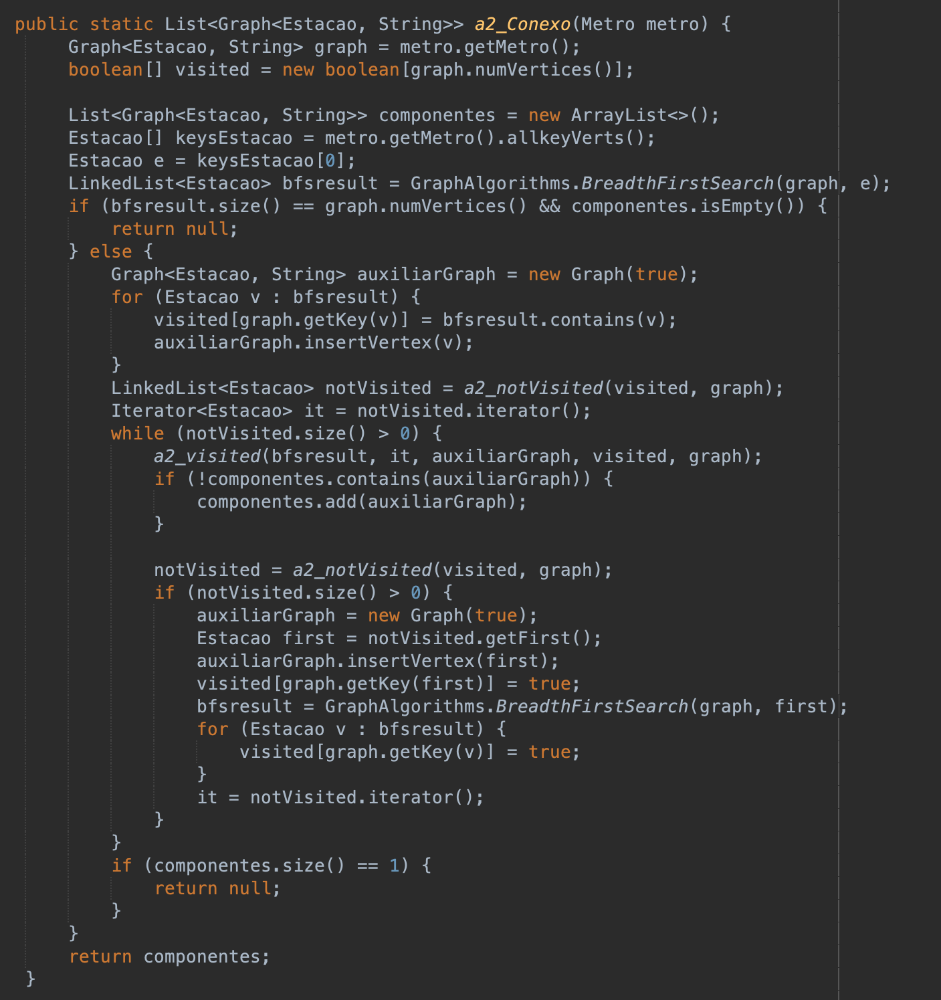 public static List<Graph<Estacao, String>> a2_Conexo(Metro metro) {
Graph<Estacao, String> graph = metro.getMetro();
boolean[] visited = new boolean[graph.numVertices()];
List<Graph<Estacao, String>> componentes = new ArrayList<>();
Estacao[] keysEstacao = metro.getMetro().allkeyVerts();
Estacao e = keysEstacao[0];
LinkedList<Estacao> bfsresult = GraphAlgorithms.BreadthFirstSearch(graph, e);
if (bfsresult.size() == graph.numVertices() && componentes.isEmpty()) {
return null;
} else {
Graph<Estacao, String> auxiliarGraph = new Graph(true);
for (Estacao v : bfsresult) {
visited[graph.getKey(v)] = bfsresult.contains(v);
auxiliarGraph.insertVertex(v);
}
LinkedList<Estacao> notVisited = a2_notVisited(visited, graph);
Iterator<Estacao> it = notVisited.iterator();
while (notVisited.size() > 0) {
a2_visited(bfsresult, it, auxiliarGraph, visited, graph);
if (!componentes.contains(auxiliarGraph)) {
componentes.add(auxiliarGraph);
}
notVisited = a2_notVisited(visited, graph);
if (notVisited.size() > 0) {
auxiliarGraph = new Graph(true);
Estacao first = notVisited.getFirst();
auxiliarGraph.insertVertex(first);
visited[graph.getKey(first)] = true;
bfsresult = GraphAlgorithms.BreadthFirstSearch(graph, first);
for (Estacao v : bfsresult) {
visited[graph.getKey(v)] = true;
}
it = notVisited.iterator();
}
}
if (componentes.size() == 1) {
return null;
}
}
return componentes;
}